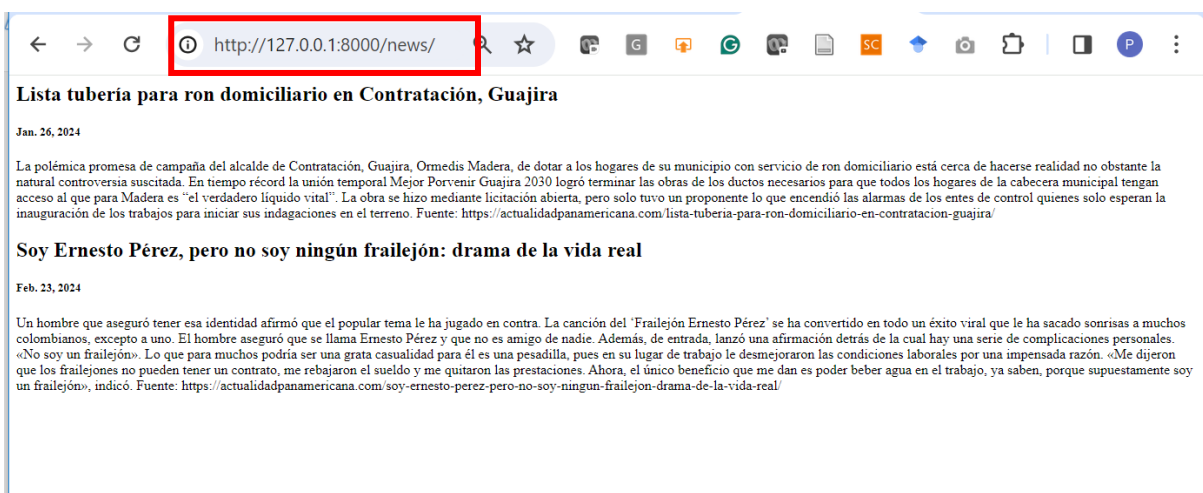 http://127.0.0.1:8000/news/
G
SC
P
Lista tubería para ron domiciliario en Contratación, Guajira
Jan. 26, 2024
La polémica promesa de campaña del alcalde de Contratación, Guajira, Ormedis Madera, de dotar a los hogares de su municipio con servicio de ron domiciliario está cerca de hacerse realidad no obstante la
natural controversia suscitada. En tiempo récord la unión temporal Mejor Porvenir Guajira 2030 logró terminar las obras de los ductos necesarios para que todos los hogares de la cabecera municipal tengan
acceso al que para Madera es “el verdadero líquido vital”. La obra se hizo mediante licitación abierta, pero solo tuvo un proponente lo que encendió las alarmas de los entes de control quienes solo esperan la
inauguración de los trabajos para iniciar sus indagaciones en el terreno. Fuente: https://actualidadpanamericana.com/lista-tuberia-para-ron-domiciliario-en-contratacion-guajira/
Soy Ernesto Pérez, pero no soy ningún frailejón: drama de la vida real
Feb. 23, 2024
Un hombre que aseguró tener esa identidad afirmó que el popular tema le ha jugado en contra. La canción del ‘Frailejón Ernesto Pérez’ se ha convertido en todo un éxito viral que le ha sacado sonrisas a muchos
colombianos, excepto a uno. El hombre aseguró que se llama Ernesto Pérez y que no es amigo de nadie. Además, de entrada, lanzó una afirmación detrás de la cual hay una serie de complicaciones personales.
«No soy un frailejón». Lo que para muchos podría ser una grata casualidad para él es una pesadilla, pues en su lugar de trabajo le desmejoraron las condiciones laborales por una impensada razón. «Me dijeron
que los frailejones no pueden tener un contrato, me rebajaron el sueldo y me quitaron las prestaciones. Ahora, el único beneficio que me dan es poder beber agua en el trabajo, ya saben, porque supuestamente soy
un frailejón», indicó. Fuente: https://actualidadpanamericana.com/soy-ernesto-perez-pero-no-soy-ningun-frailejon-drama-de-la-vida-real/